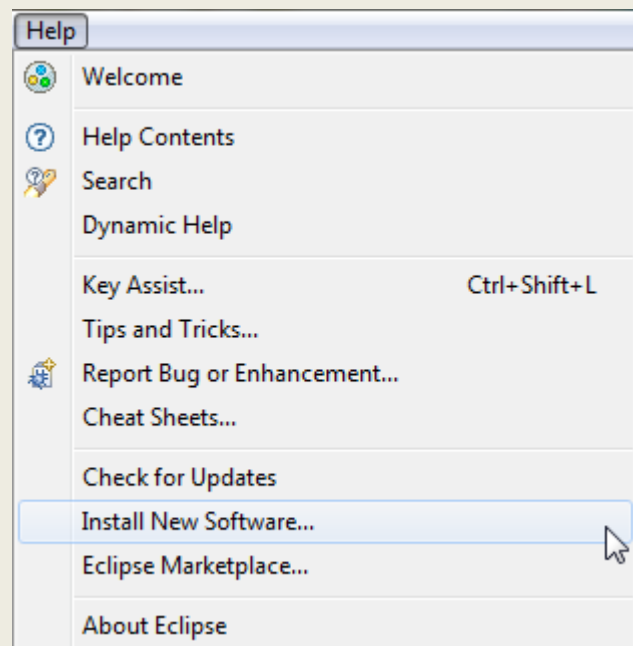 Help
Welcome
Help Contents
Search
Dynamic Help
Key Assist... Ctrl+Shift+L
Tips and Tricks...
Report Bug or Enhancement...
Cheat Sheets...
Check for Updates
Install New Software...
Eclipse Marketplace...
About Eclipse